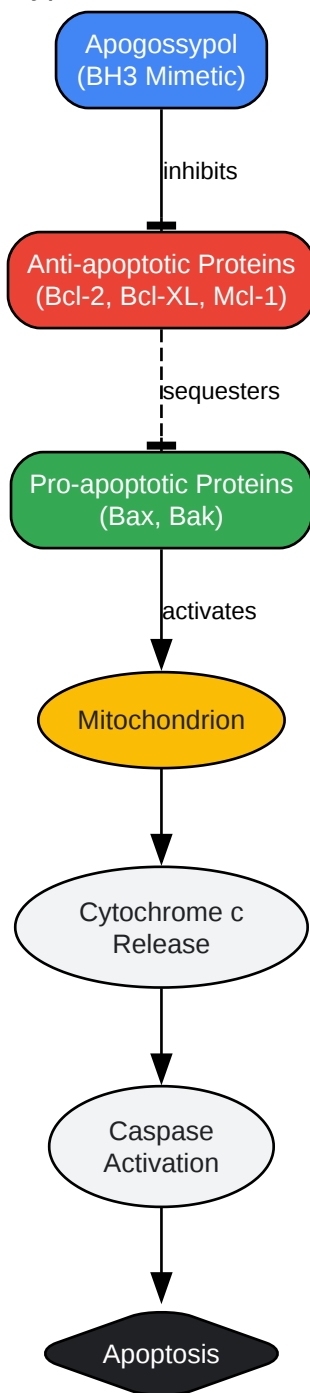 Apogossypol
(BH3 Mimetic)
inhibits
Anti-apoptotic Proteins
(Bcl-2, Bcl-XL, Mcl-1)
sequesters
Pro-apoptotic Proteins
(Bax, Bak)
activates
Mitochondrion
Cytochrome c
Release
Caspase
Activation
Apoptosis